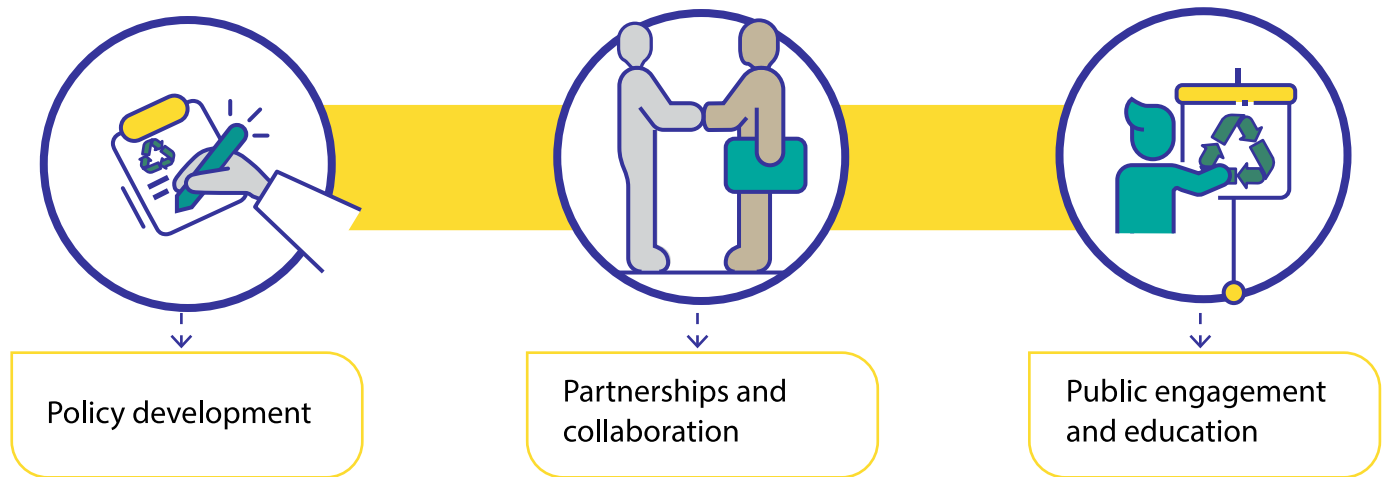 Policy development
Partnerships and
collaboration
Public engagement
and education